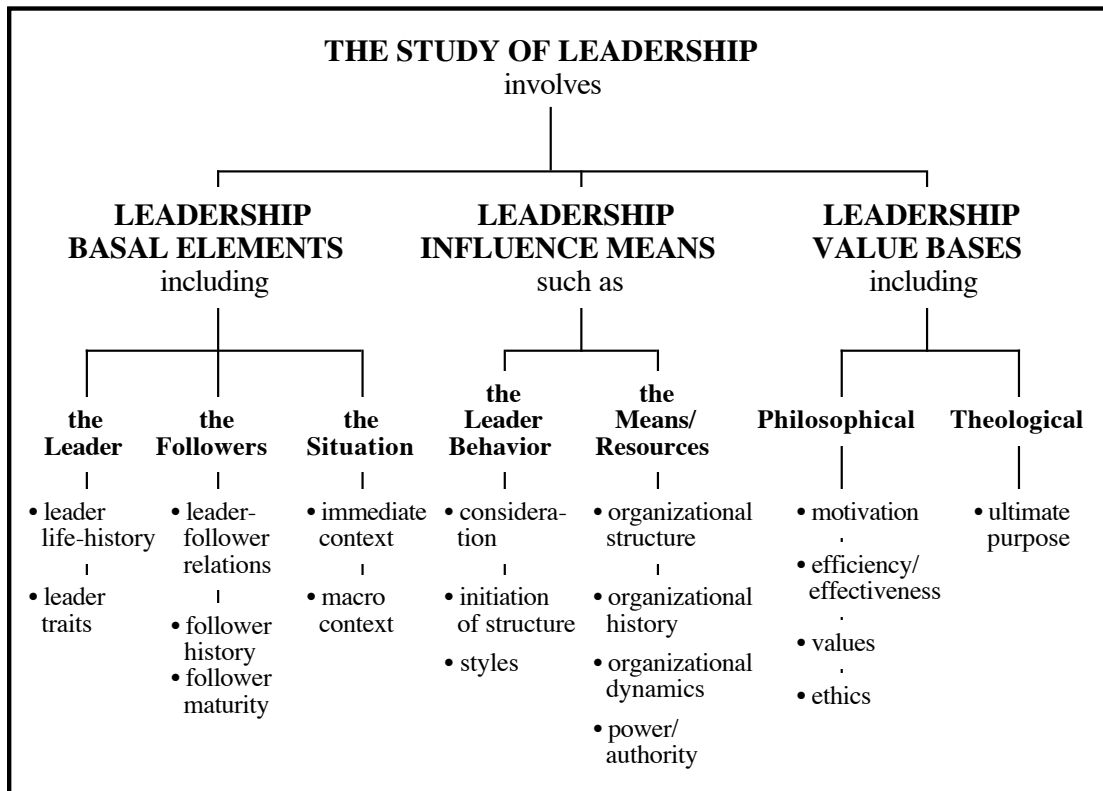 THE STUDY OF LEADERSHIP
involves
LEADERSHIP
BASAL ELEMENTS
including
LEADERSHIP
INFLUENCE MEANS
such as
LEADERSHIP
VALUE BASES
including
the
Leader
• leader
life-history
• leader
traits
the
Followers
• leader-
follower
relations
• follower
history
• follower
maturity
the
Situation
• immediate
context
• macro
context
the
Leader
Behavior
• considera-
tion
• initiation
of structure
• styles
the
Means/
Resources
• organizational
structure
• organizational
history
• organizational
dynamics
• power/
authority
Philosophical
• motivation
• efficiency/
effectiveness
• values
• ethics
Theological
• ultimate
purpose